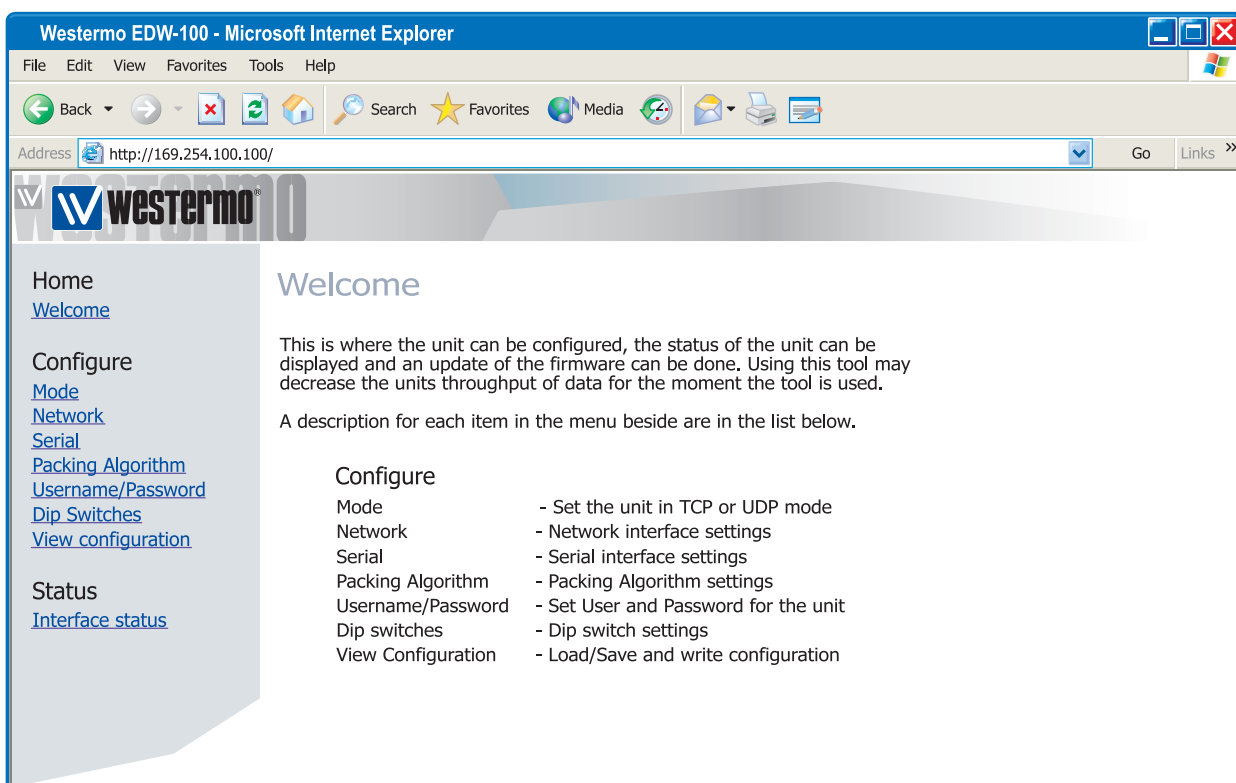 Westermo EDW-100 - Microsoft Internet Explorer
File Edit View Favorites Tools Help
Back Search Favorites Media
Address http://169.254.100.100/ Go Links »
westermo®
Home
Welcome
Configure
Mode
Network
Serial
Packing Algorithm
Username/Password
Dip Switches
View configuration
Status
Interface status
Welcome
This is where the unit can be configured, the status of the unit can be
displayed and an update of the firmware can be done. Using this tool may
decrease the units throughput of data for the moment the tool is used.
A description for each item in the menu beside are in the list below.
Configure
Mode - Set the unit in TCP or UDP mode
Network - Network interface settings
Serial - Serial interface settings
Packing Algorithm - Packing Algorithm settings
Username/Password - Set User and Password for the unit
Dip switches - Dip switch settings
View Configuration - Load/Save and write configuration